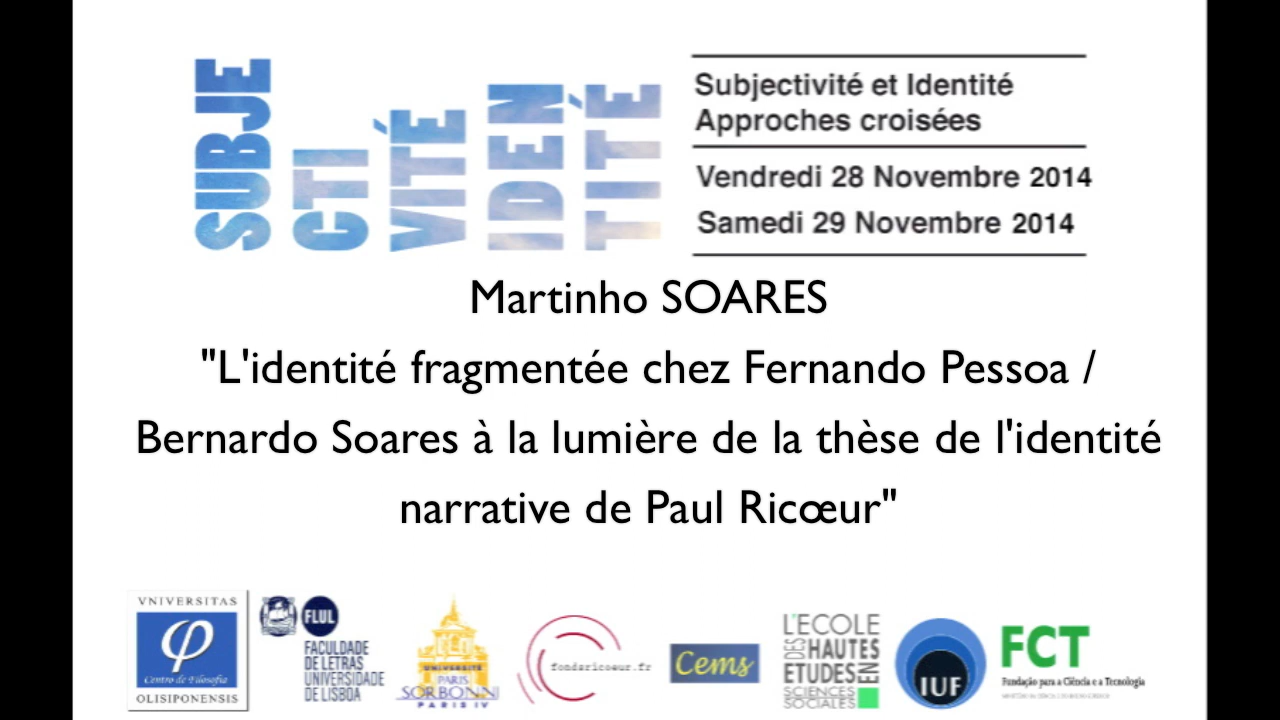 SUBJE
CTI
VITÉ
IDEN
TITÉ
Subjectivité et Identité
Approches croisées
Vendredi 28 Novembre 2014
Samedi 29 Novembre 2014
Martinho SOARES
"L'identité fragmentée chez Fernando Pessoa /
Bernardo Soares à la lumière de la thèse de l'identité
narrative de Paul Ricœur"
VNIVERSITAS
φ
Centro de Filosofia
OLISIPONENSIS
FLUL
FACULDADE
DE LETRAS
UNIVERSIDADE
DE LISBOA
UNIVERSITÉ
PARIS
SORBONNE
PARIS IV
fondsricoeur.fr
Cems
L'ECOLE
DES HAUTES
ETUDES EN
SCIENCES
SOCIALES
IUF
FCT
Fundação para a Ciência e a Tecnologia